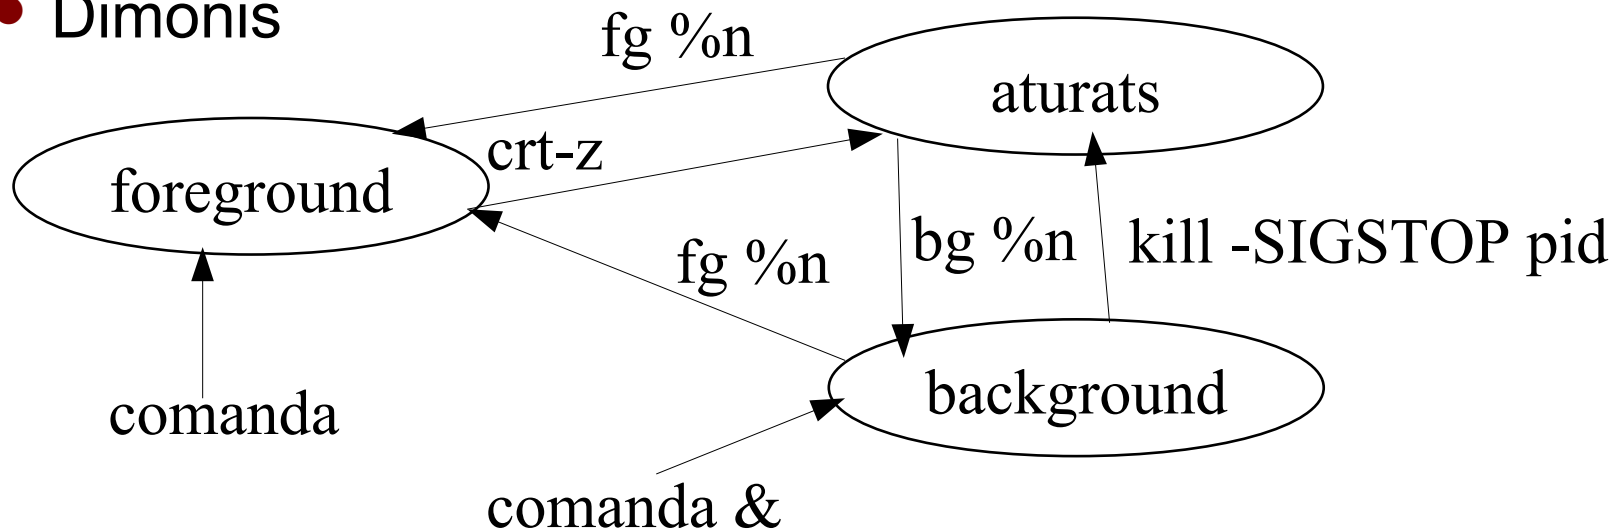 Dimonis
fg %n
aturats
crt-z
foreground
bg %n
kill -SIGSTOP pid
fg %n
background
comanda
comanda &